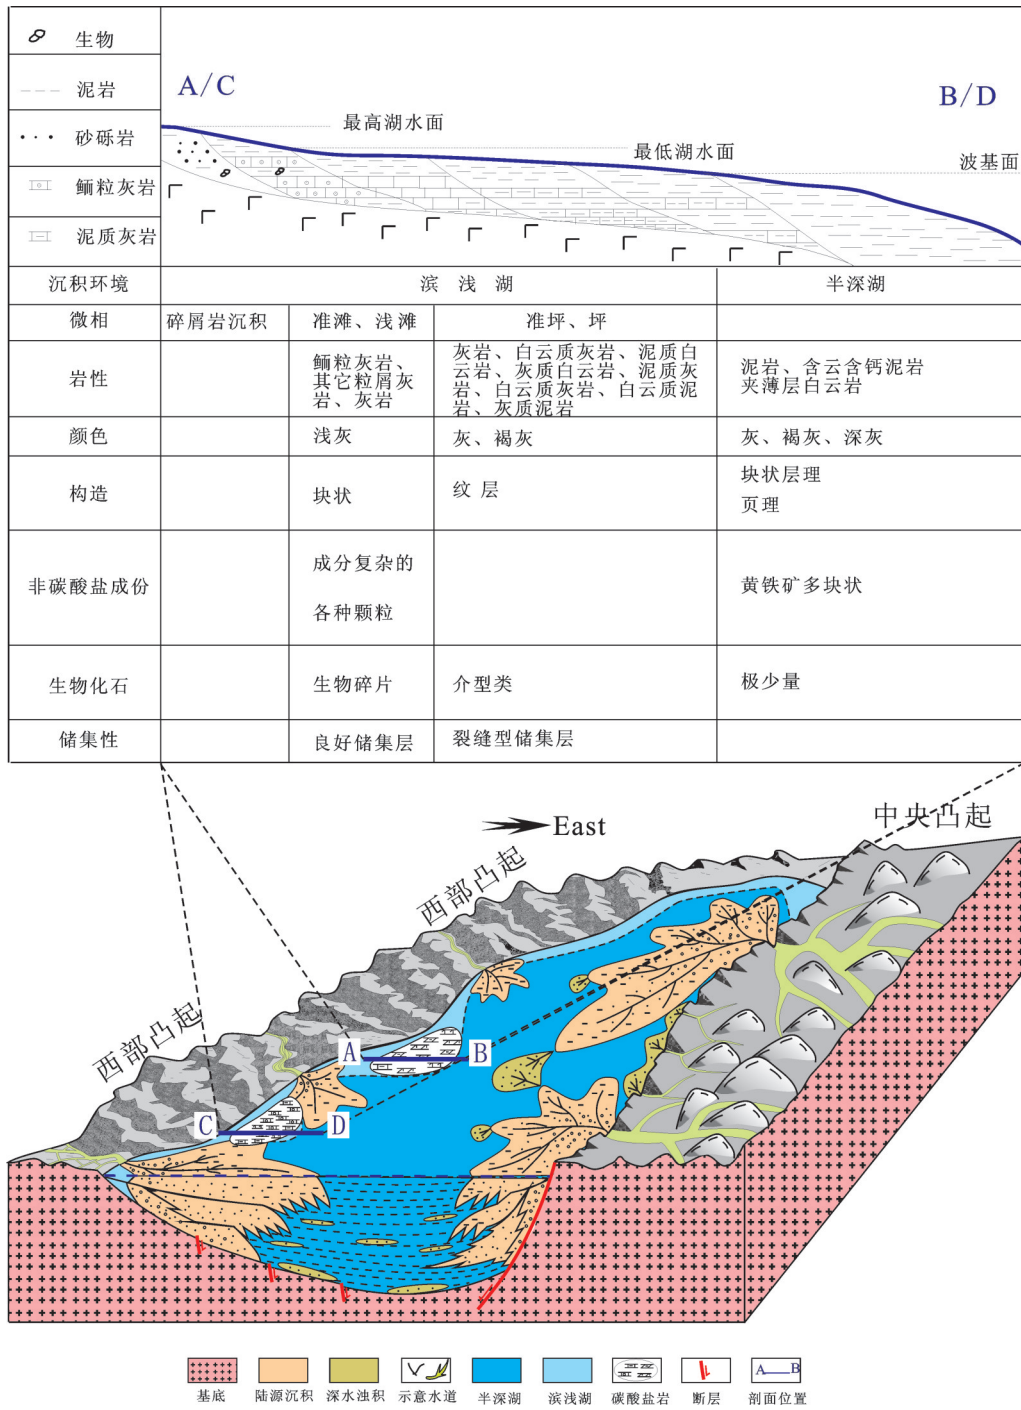 生物
泥岩
砂砾岩
鲕粒灰岩
泥质灰岩
A/C
B/D
最高湖水面
最低湖水面
波基面
沉积环境
滨 浅 湖
半深湖
微相
碎屑岩沉积
准滩、浅滩
准坪、坪
岩性
鲕粒灰岩、
其它粒屑灰
岩、灰岩
灰岩、白云质灰岩、泥质白
云岩、灰质白云岩、泥质灰
岩、白云质灰岩、白云质泥
岩、灰质泥岩
泥岩、含云含钙泥岩
夹薄层白云岩
颜色
浅灰
灰、褐灰
灰、褐灰、深灰
构造
块状
纹 层
块状层理
页理
非碳酸盐成份
成分复杂的
各种颗粒
黄铁矿多块状
生物化石
生物碎片
介型类
极少量
储集性
良好储集层
裂缝型储集层
East
中央凸起
西部凸起
西部凸起
A
B
C
D
A
B
基底
陆源沉积
深水浊积
示意水道
半深湖
滨浅湖
碳酸盐岩
断层
剖面位置